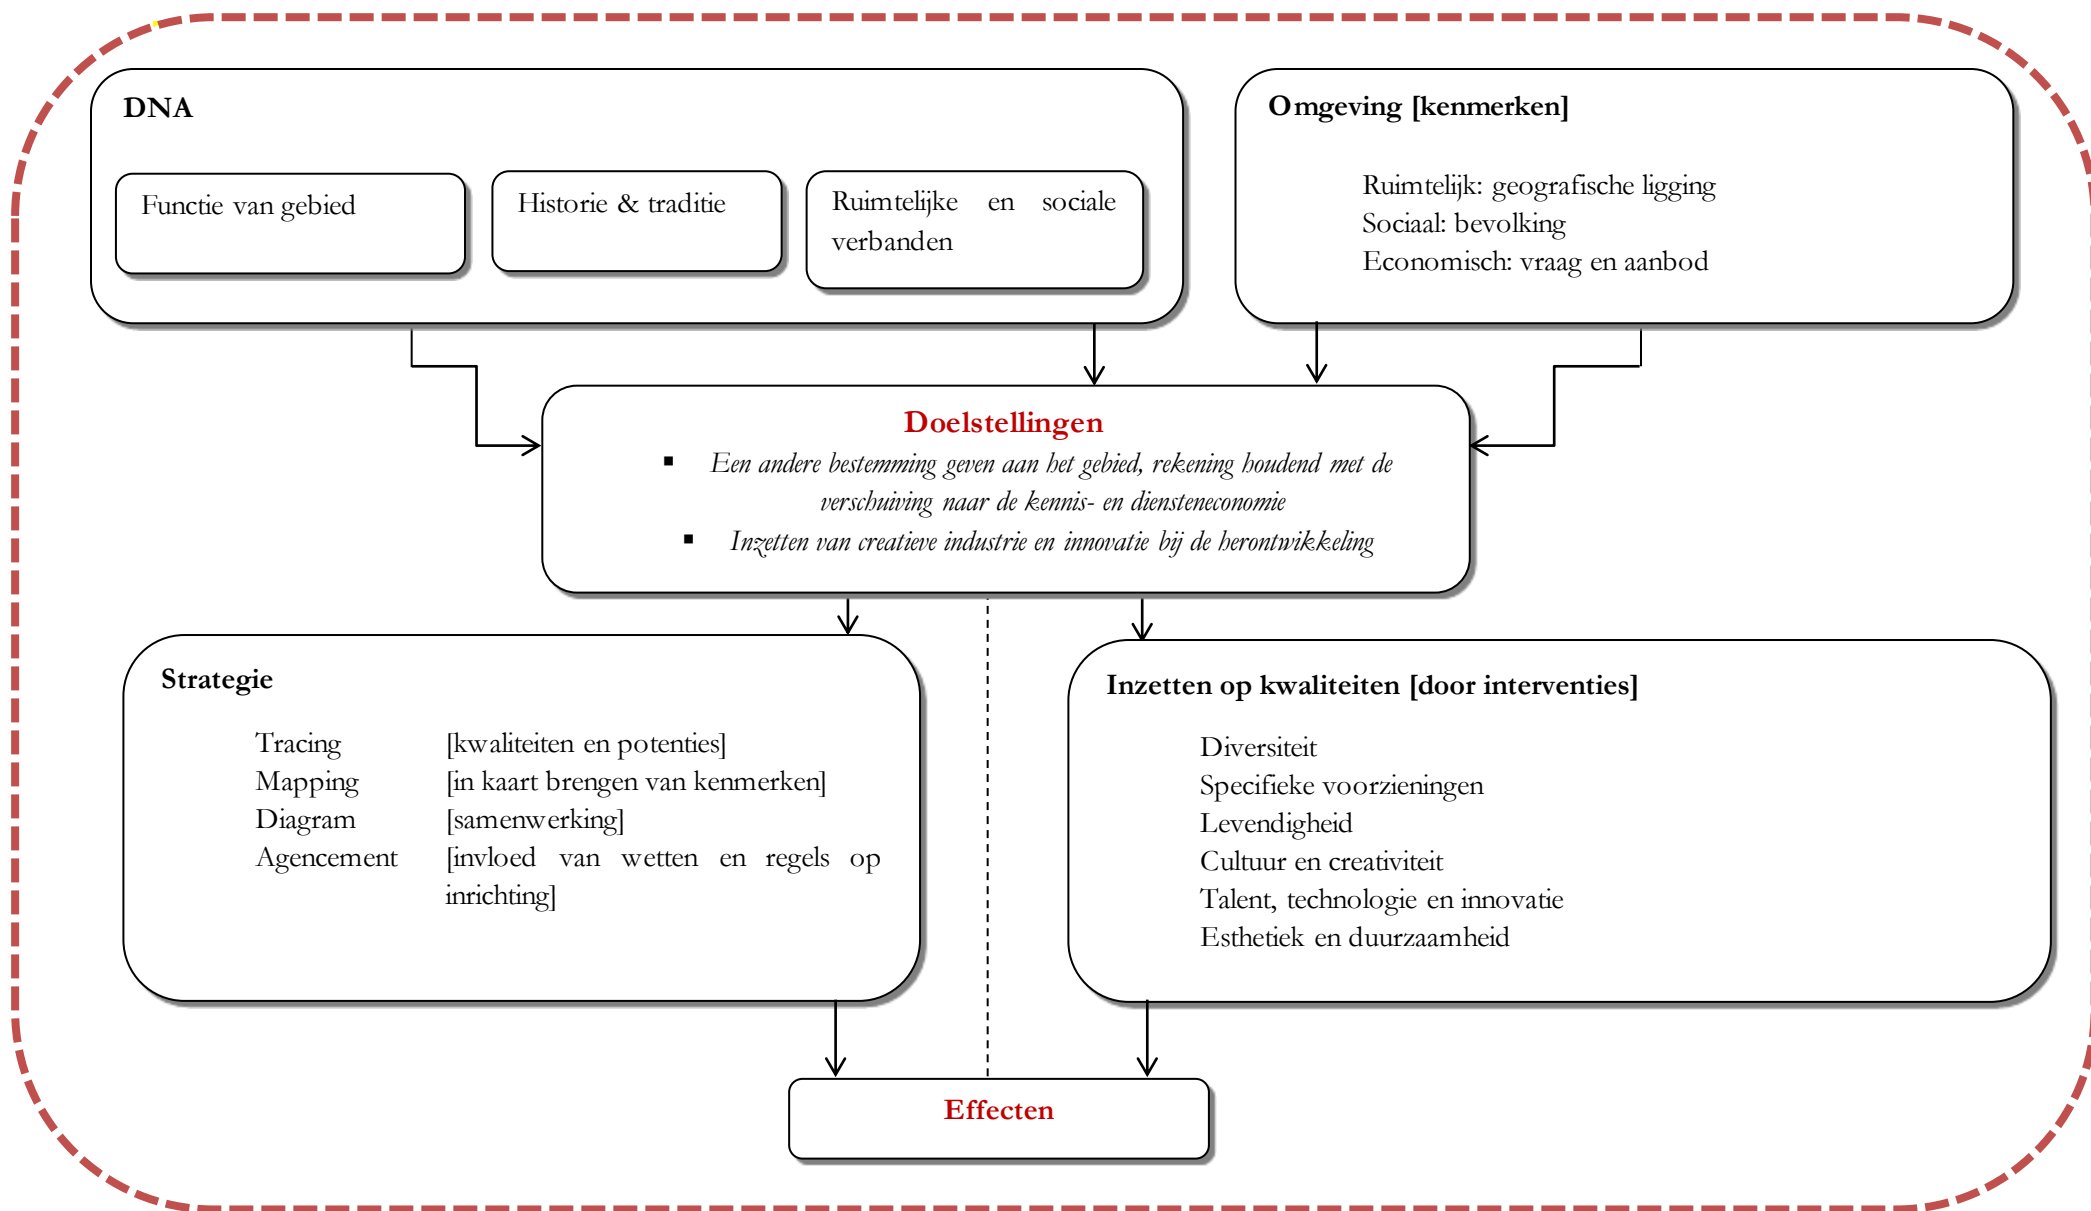 DNA
Functie van gebied
Historie & traditie
Ruimtelijke en sociale
verbanden
Omgeving [kenmerken]
Ruimtelijk: geografische ligging
Sociaal: bevolking
Economisch: vraag en aanbod
Doelstellingen
▪ Een andere bestemming geven aan het gebied, rekening houdend met de
verschuiving naar de kennis- en diensteneconomie
▪ Inzetten van creatieve industrie en innovatie bij de herontwikkeling
Strategie
Tracing [kwaliteiten en potenties]
Mapping [in kaart brengen van kenmerken]
Diagram [samenwerking]
Agencement [invloed van wetten en regels op
inrichting]
Inzetten op kwaliteiten [door interventies]
Diversiteit
Specifieke voorzieningen
Levendigheid
Cultuur en creativiteit
Talent, technologie en innovatie
Esthetiek en duurzaamheid
Effecten